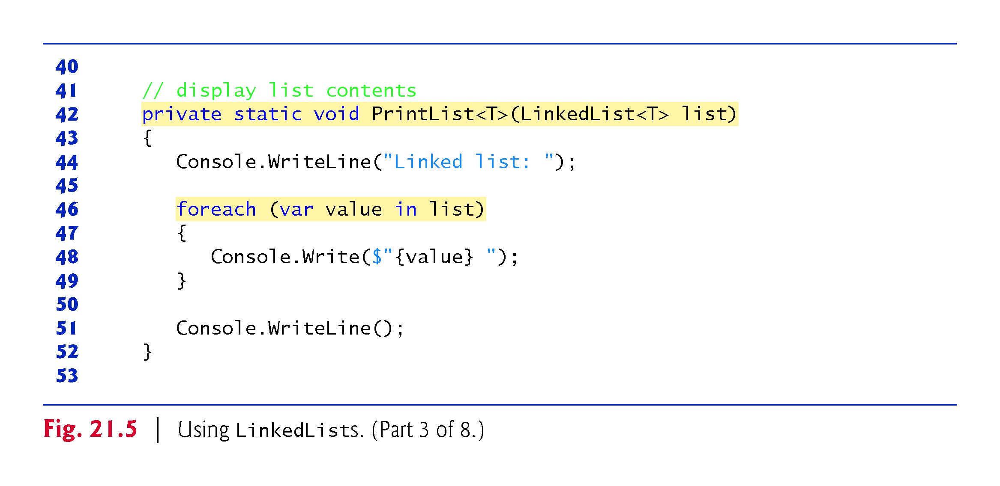 40
41 // display list contents
42 private static void PrintList<T>(LinkedList<T> list)
43 {
44 Console.WriteLine("Linked list: ");
45
46 foreach (var value in list)
47 {
48 Console.Write($"{value} ");
49 }
50
51 Console.WriteLine();
52 }
53
Fig. 21.5 | Using LinkedLists. (Part 3 of 8.)